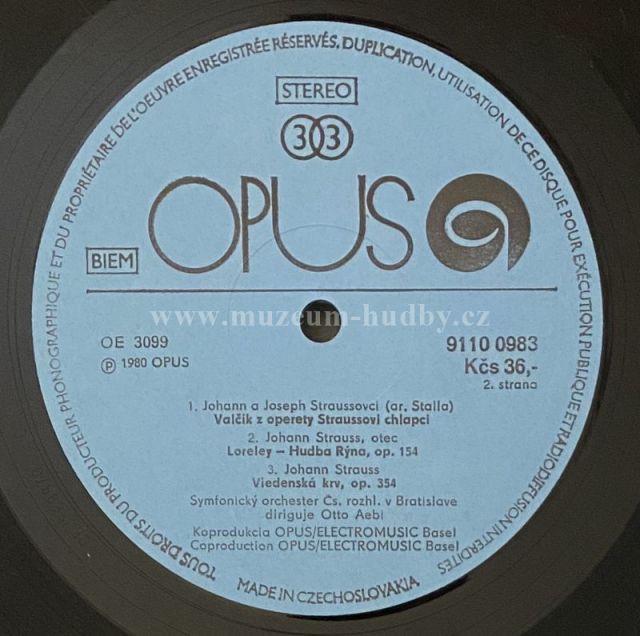 TOUS DROITS DU PRODUCTEUR PHONOGRAPHIQUE ET DU PROPRIÉTAIRE DE L'OEUVRE ENREGISTRÉE RÉSERVÉS, DUPLICATION, UTILISATION DE CE DISQUE POUR EXÉCUTION PUBLIQUE ET RADIODIFFUSION INTERDITES
STEREO
33
OPUS
BIEM
www.muzeum-hudby.cz
OE 3099 9110 0983
Ⓟ 1980 OPUS Kčs 36,-
2. strana
1. Johann a Joseph Straussovci (ar. Stalla)
Valčík z operety Straussovi chlapci
2. Johann Strauss, otec
Loreley – Hudba Rýna, op. 154
3. Johann Strauss
Viedenská krv, op. 354
Symfonický orchester Čs. rozhl. v Bratislave
diriguje Otto Aebi
Koprodukcia OPUS/ELECTROMUSIC Basel
Coproduction OPUS/ELECTROMUSIC Basel
MADE IN CZECHOSLOVAKIA